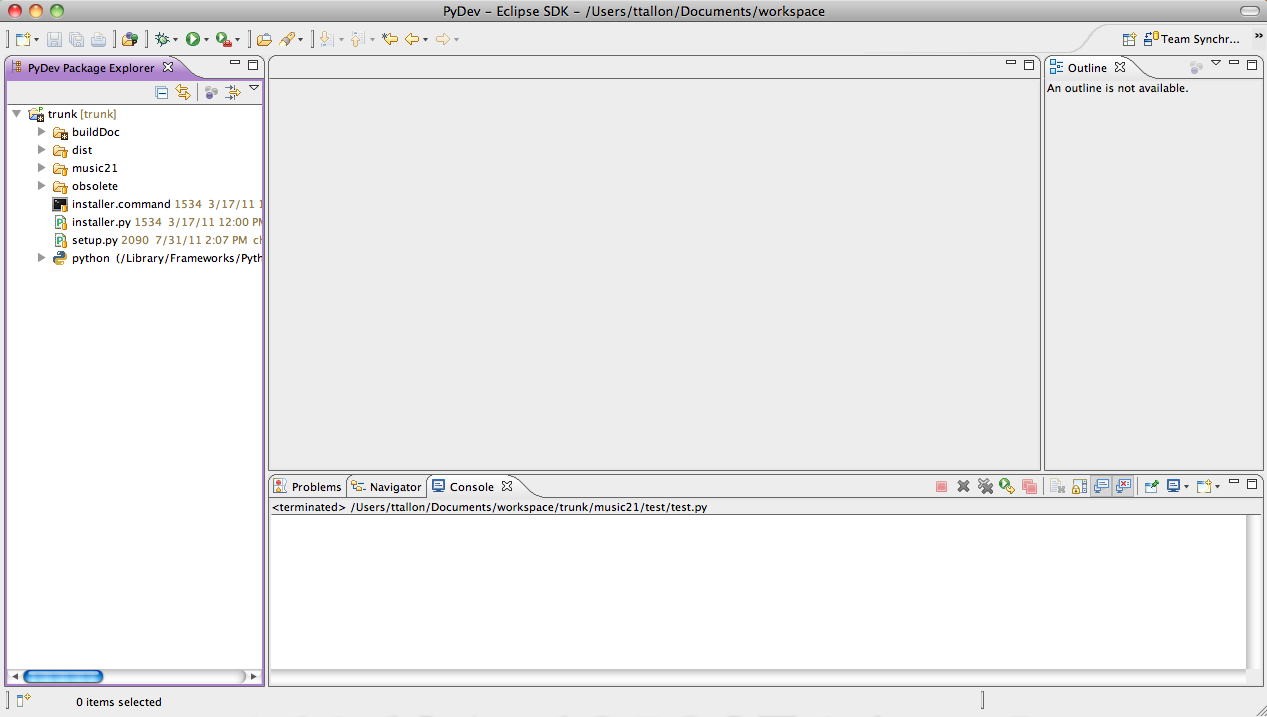 PyDev – Eclipse SDK – /Users/ttallon/Documents/workspace
Team Synchr...
PyDev Package Explorer
trunk [trunk]
buildDoc
dist
music21
obsolete
installer.command 1534 3/17/11
installer.py 1534 3/17/11 12:00 PM
setup.py 2090 7/31/11 2:07 PM
python (/Library/Frameworks/Pyth
Outline
An outline is not available.
Problems
Navigator
Console
<terminated> /Users/ttallon/Documents/workspace/trunk/music21/test/test.py
0 items selected